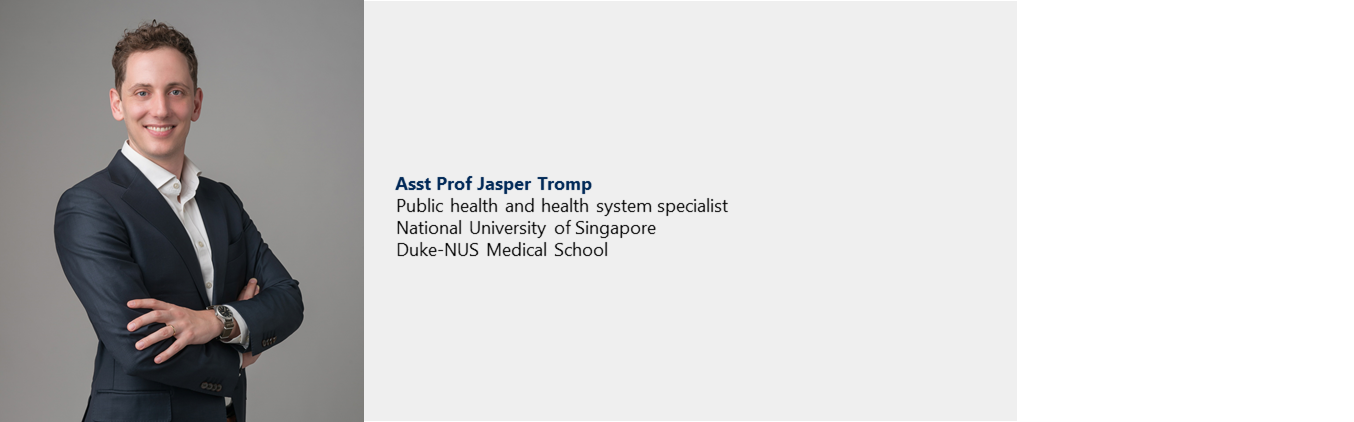 Asst Prof Jasper Tromp
Public health and health system specialist
National University of Singapore
Duke-NUS Medical School